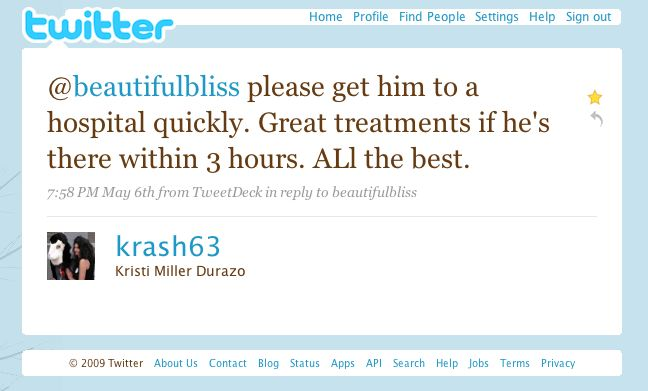 twitter
Home Profile Find People Settings Help Sign out
@beautifulbliss please get him to a
hospital quickly. Great treatments if he's
there within 3 hours. ALl the best.
7:58 PM May 6th from TweetDeck in reply to beautifulbliss
krash63
Kristi Miller Durazo
© 2009 Twitter About Us Contact Blog Status Apps API Search Help Jobs Terms Privacy